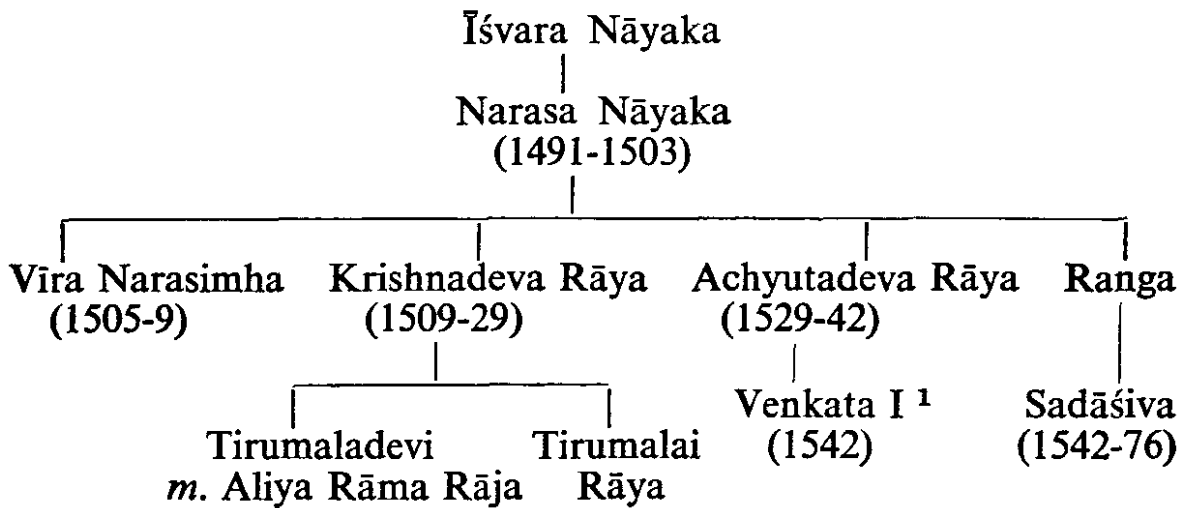 Īśvara Nāyaka
Narasa Nāyaka
(1491-1503)
Vīra Narasimha Krishnadeva Rāya Achyutadeva Rāya Ranga
(1505-9) (1509-29) (1529-42)
Venkata I ¹ Sadāśiva
(1542) (1542-76)
Tirumaladevi Tirumalai
m. Aliya Rāma Rāja Rāya